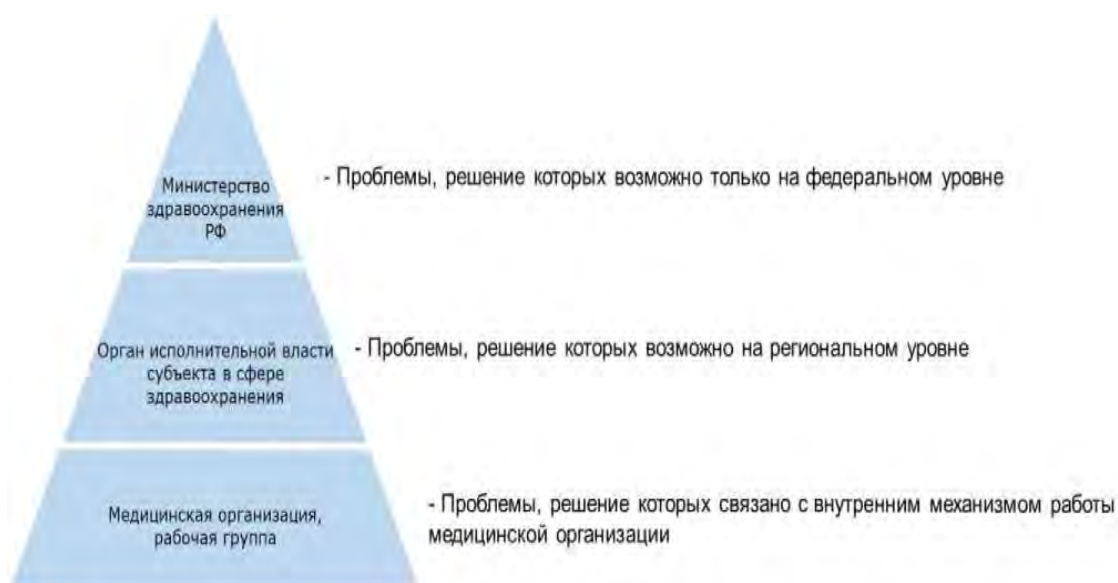 Министерство
здравоохранения
РФ
- Проблемы, решение которых возможно только на федеральном уровне
Орган исполнительной власти
субъекта в сфере
здравоохранения
- Проблемы, решение которых возможно на региональном уровне
Медицинская организация,
рабочая группа
- Проблемы, решение которых связано с внутренним механизмом работы
медицинской организации